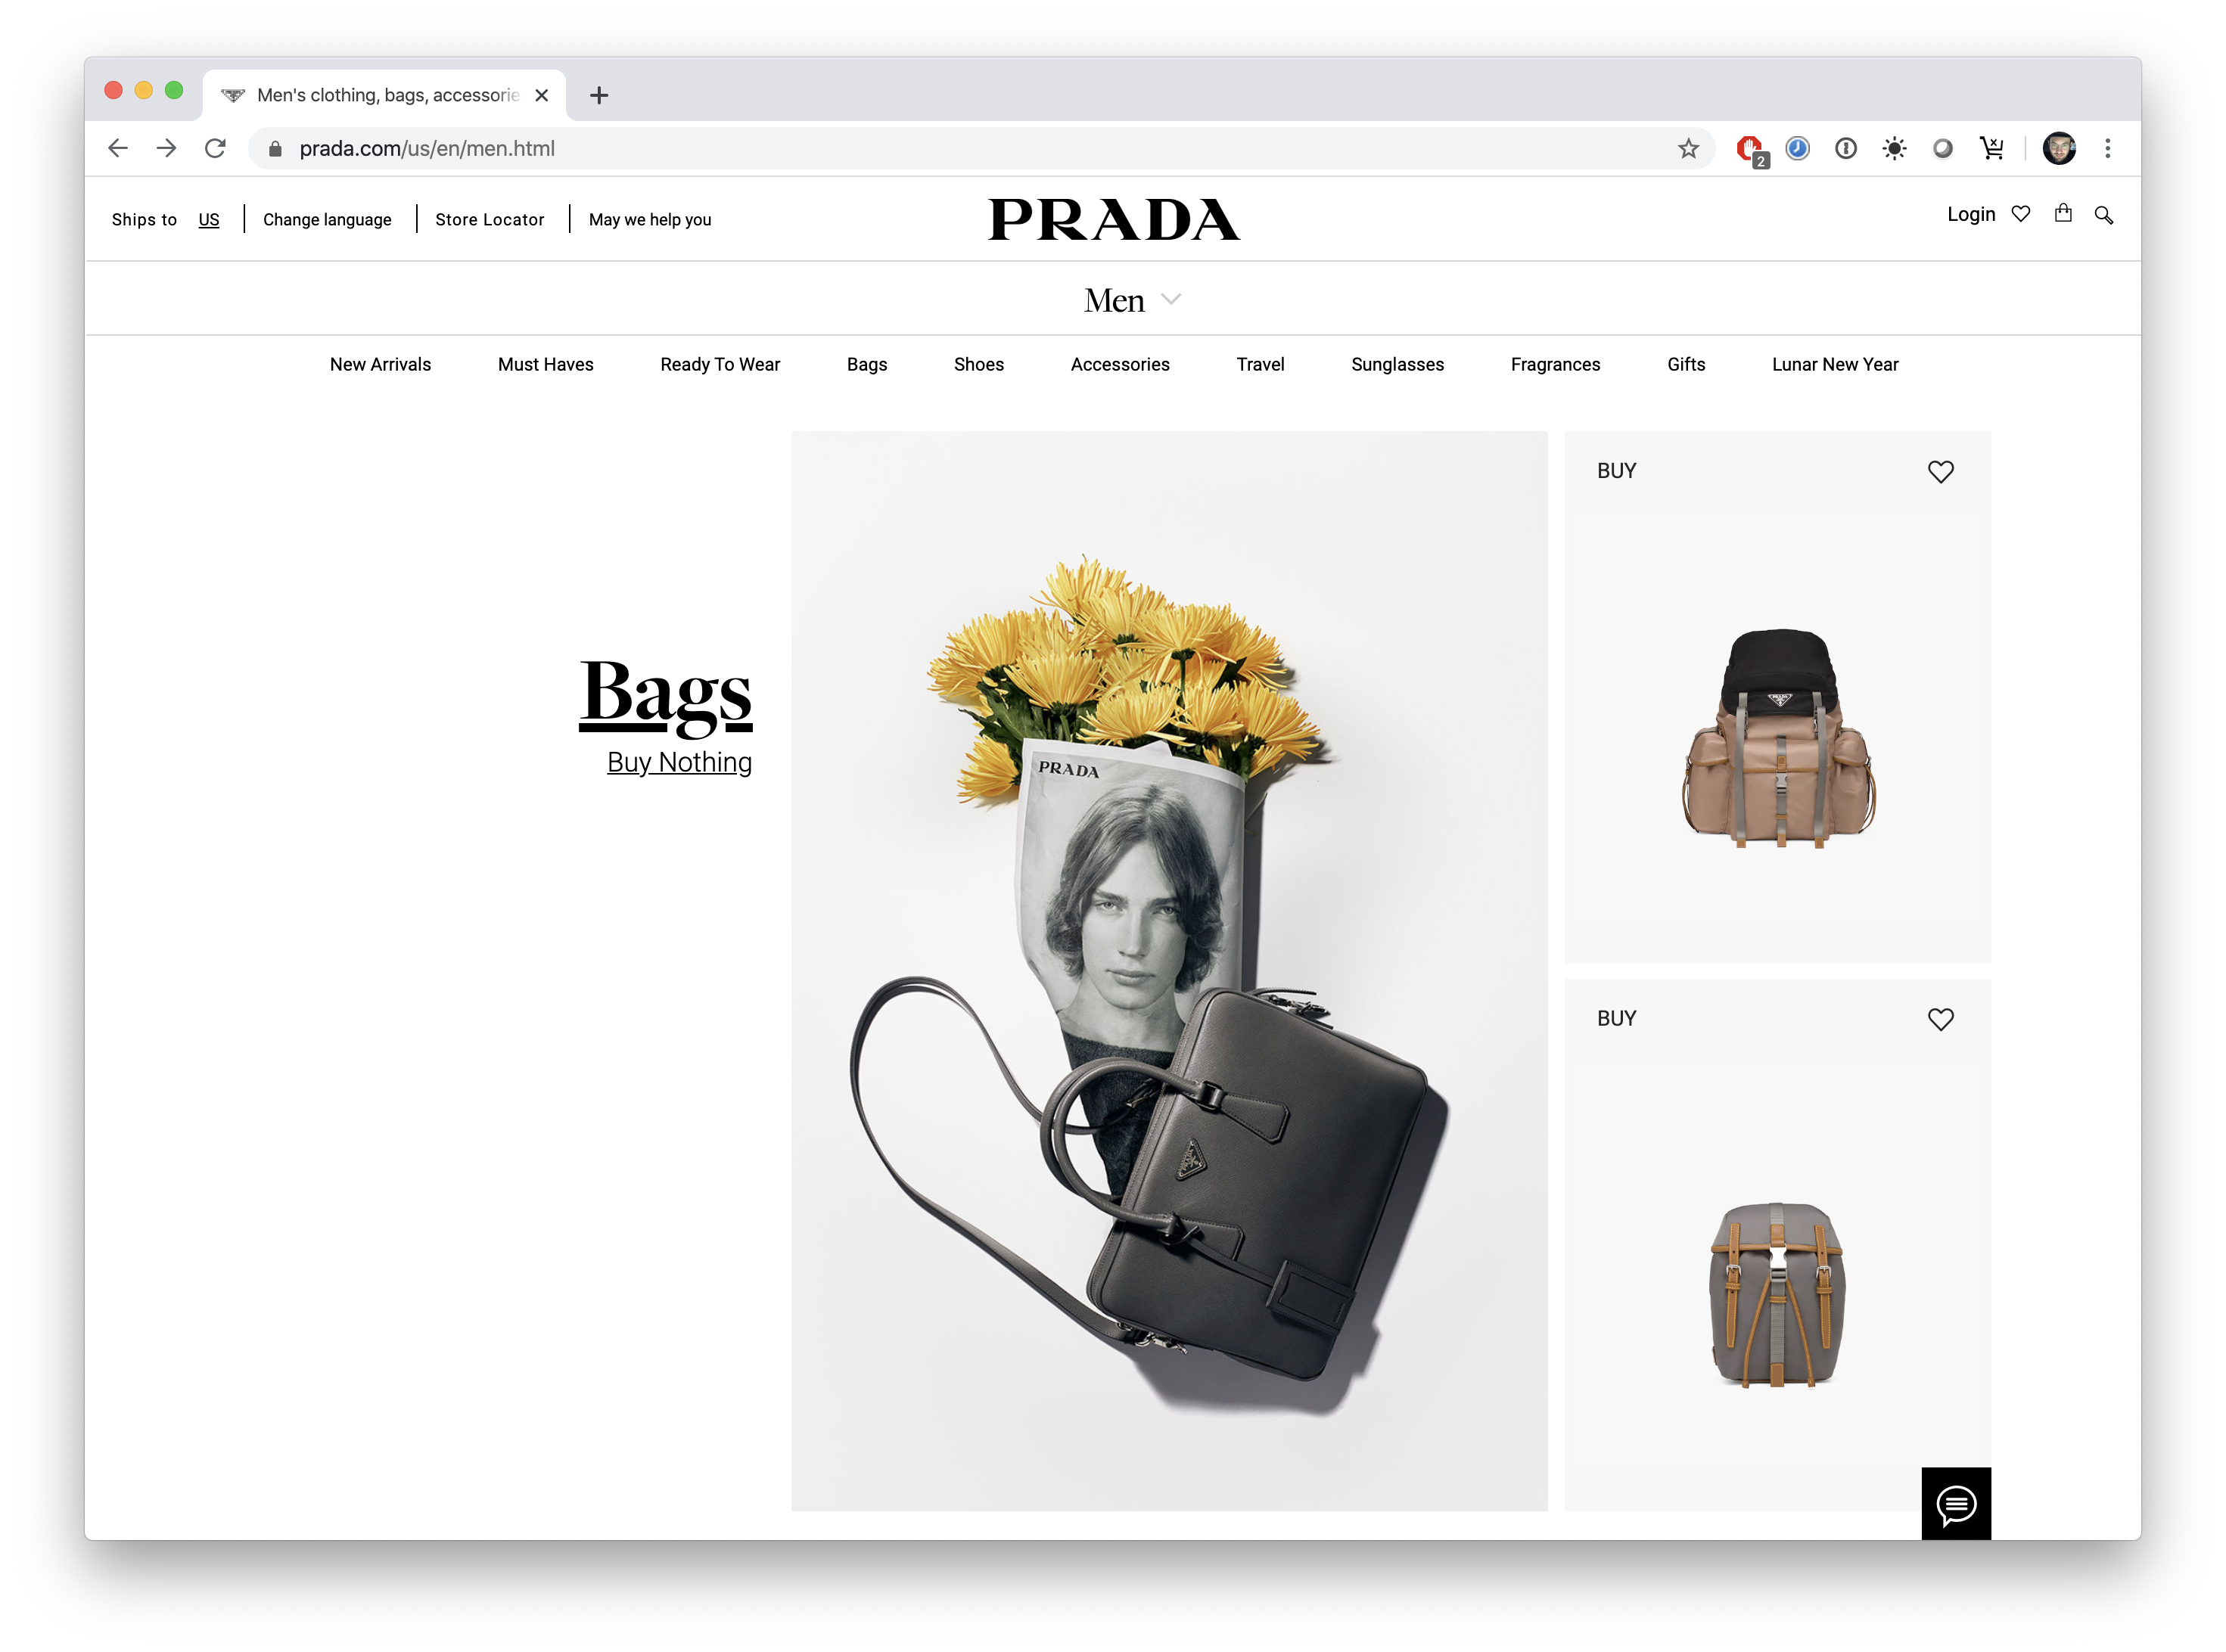 Men's clothing, bags, accessorie
prada.com/us/en/men.html
2
Ships to US Change language Store Locator May we help you
PRADA
Login
Men
New Arrivals Must Haves Ready To Wear Bags Shoes Accessories Travel Sunglasses Fragrances Gifts Lunar New Year
Bags
Buy Nothing
PRADA
BUY
PRADA
BUY